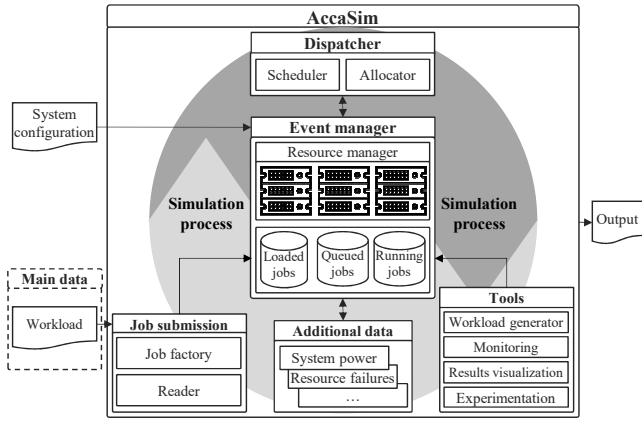 AccaSim
Dispatcher
Scheduler
Allocator
System
configuration
Event manager
Resource manager
Simulation
process
Simulation
process
Loaded
jobs
Queued
jobs
Running
jobs
Output
Main data
Workload
Job submission
Job factory
Reader
Additional data
System power
Resource failures
...
Tools
Workload generator
Monitoring
Results visualization
Experimentation